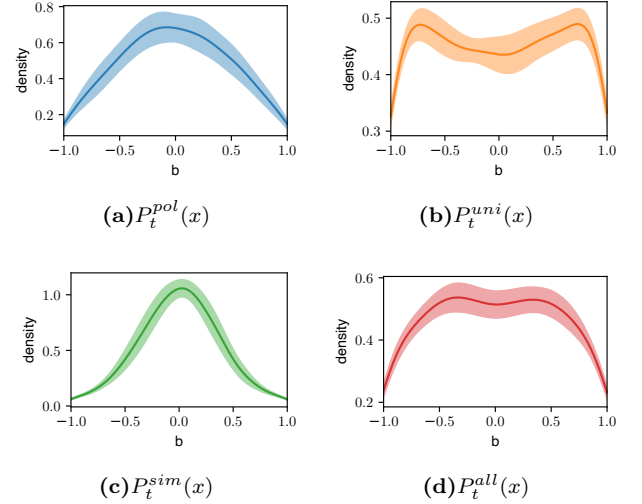 0.8
0.6
0.4
0.2
density
−1.0 −0.5 0.0 0.5 1.0
b
(a)P_t^{pol}(x)
0.5
0.4
0.3
density
−1.0 −0.5 0.0 0.5 1.0
b
(b)P_t^{uni}(x)
1.0
0.5
0.0
density
−1.0 −0.5 0.0 0.5 1.0
b
(c)P_t^{sim}(x)
0.6
0.4
0.2
density
−1.0 −0.5 0.0 0.5 1.0
b
(d)P_t^{all}(x)